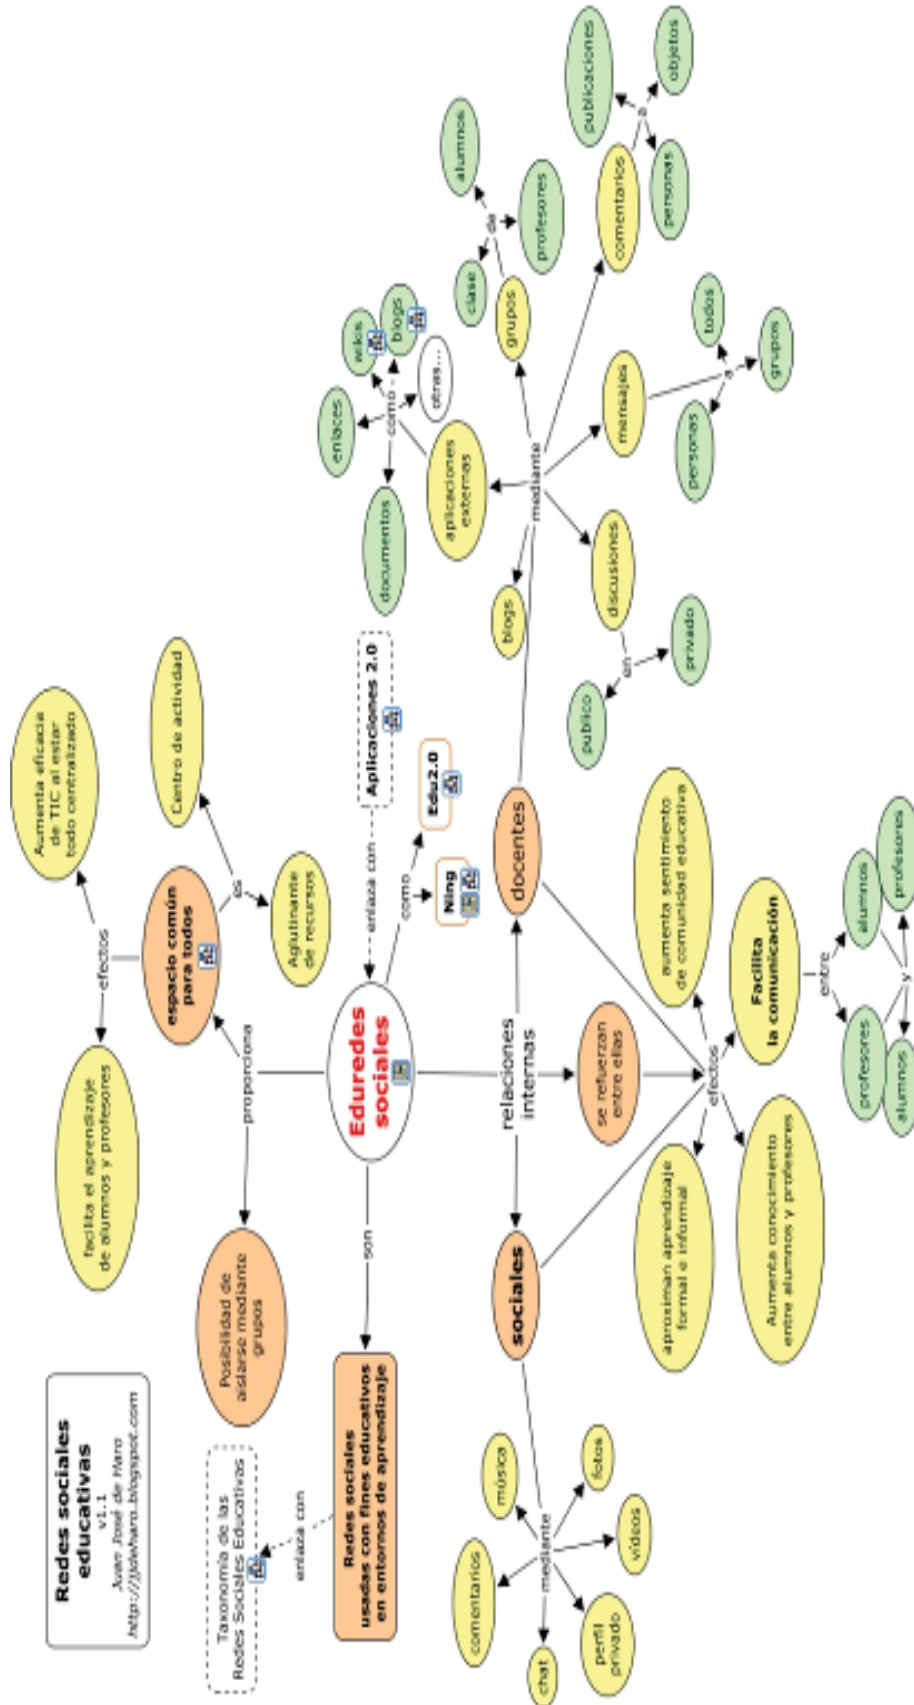 Redes sociales
educativas
v1.1
Juan José de Haro
http://jjdeharo.blogspot.com
facilita el aprendizaje
de alumnos y profesores
efectos
Aumenta eficacia
de TIC al estar
todo centralizado
Posibilidad de
aislarse mediante
grupos
proporciona
espacio común
para todos
es
Centro de actividad
Aglutinante
de recursos
Taxonomía de las
Redes Sociales Educativas
enlaza con
Redes sociales
usadas con fines educativos
en entornos de aprendizaje
son
Eduredes
sociales
enlaza con
Aplicaciones 2.0
como
Ning
Edu2.0
documentos
enlaces
como
wikis
blogs
otras...
aplicaciones
externas
clase
de
alumnos
profesores
grupos
relaciones
internas
sociales
docentes
blogs
mediante
se refuerzan
entre ellas
discusiones
en
público
privado
mensajes
a
personas
todos
grupos
comentarios
a
publicaciones
personas
objetos
comentarios
música
mediante
chat
perfil
privado
vídeos
fotos
efectos
aproximan aprendizaje
formal e informal
Aumenta conocimiento
entre alumnos y profesores
aumenta sentimiento
de comunidad educativa
Facilita
la comunicación
entre
profesores
alumnos
y
alumnos
profesores